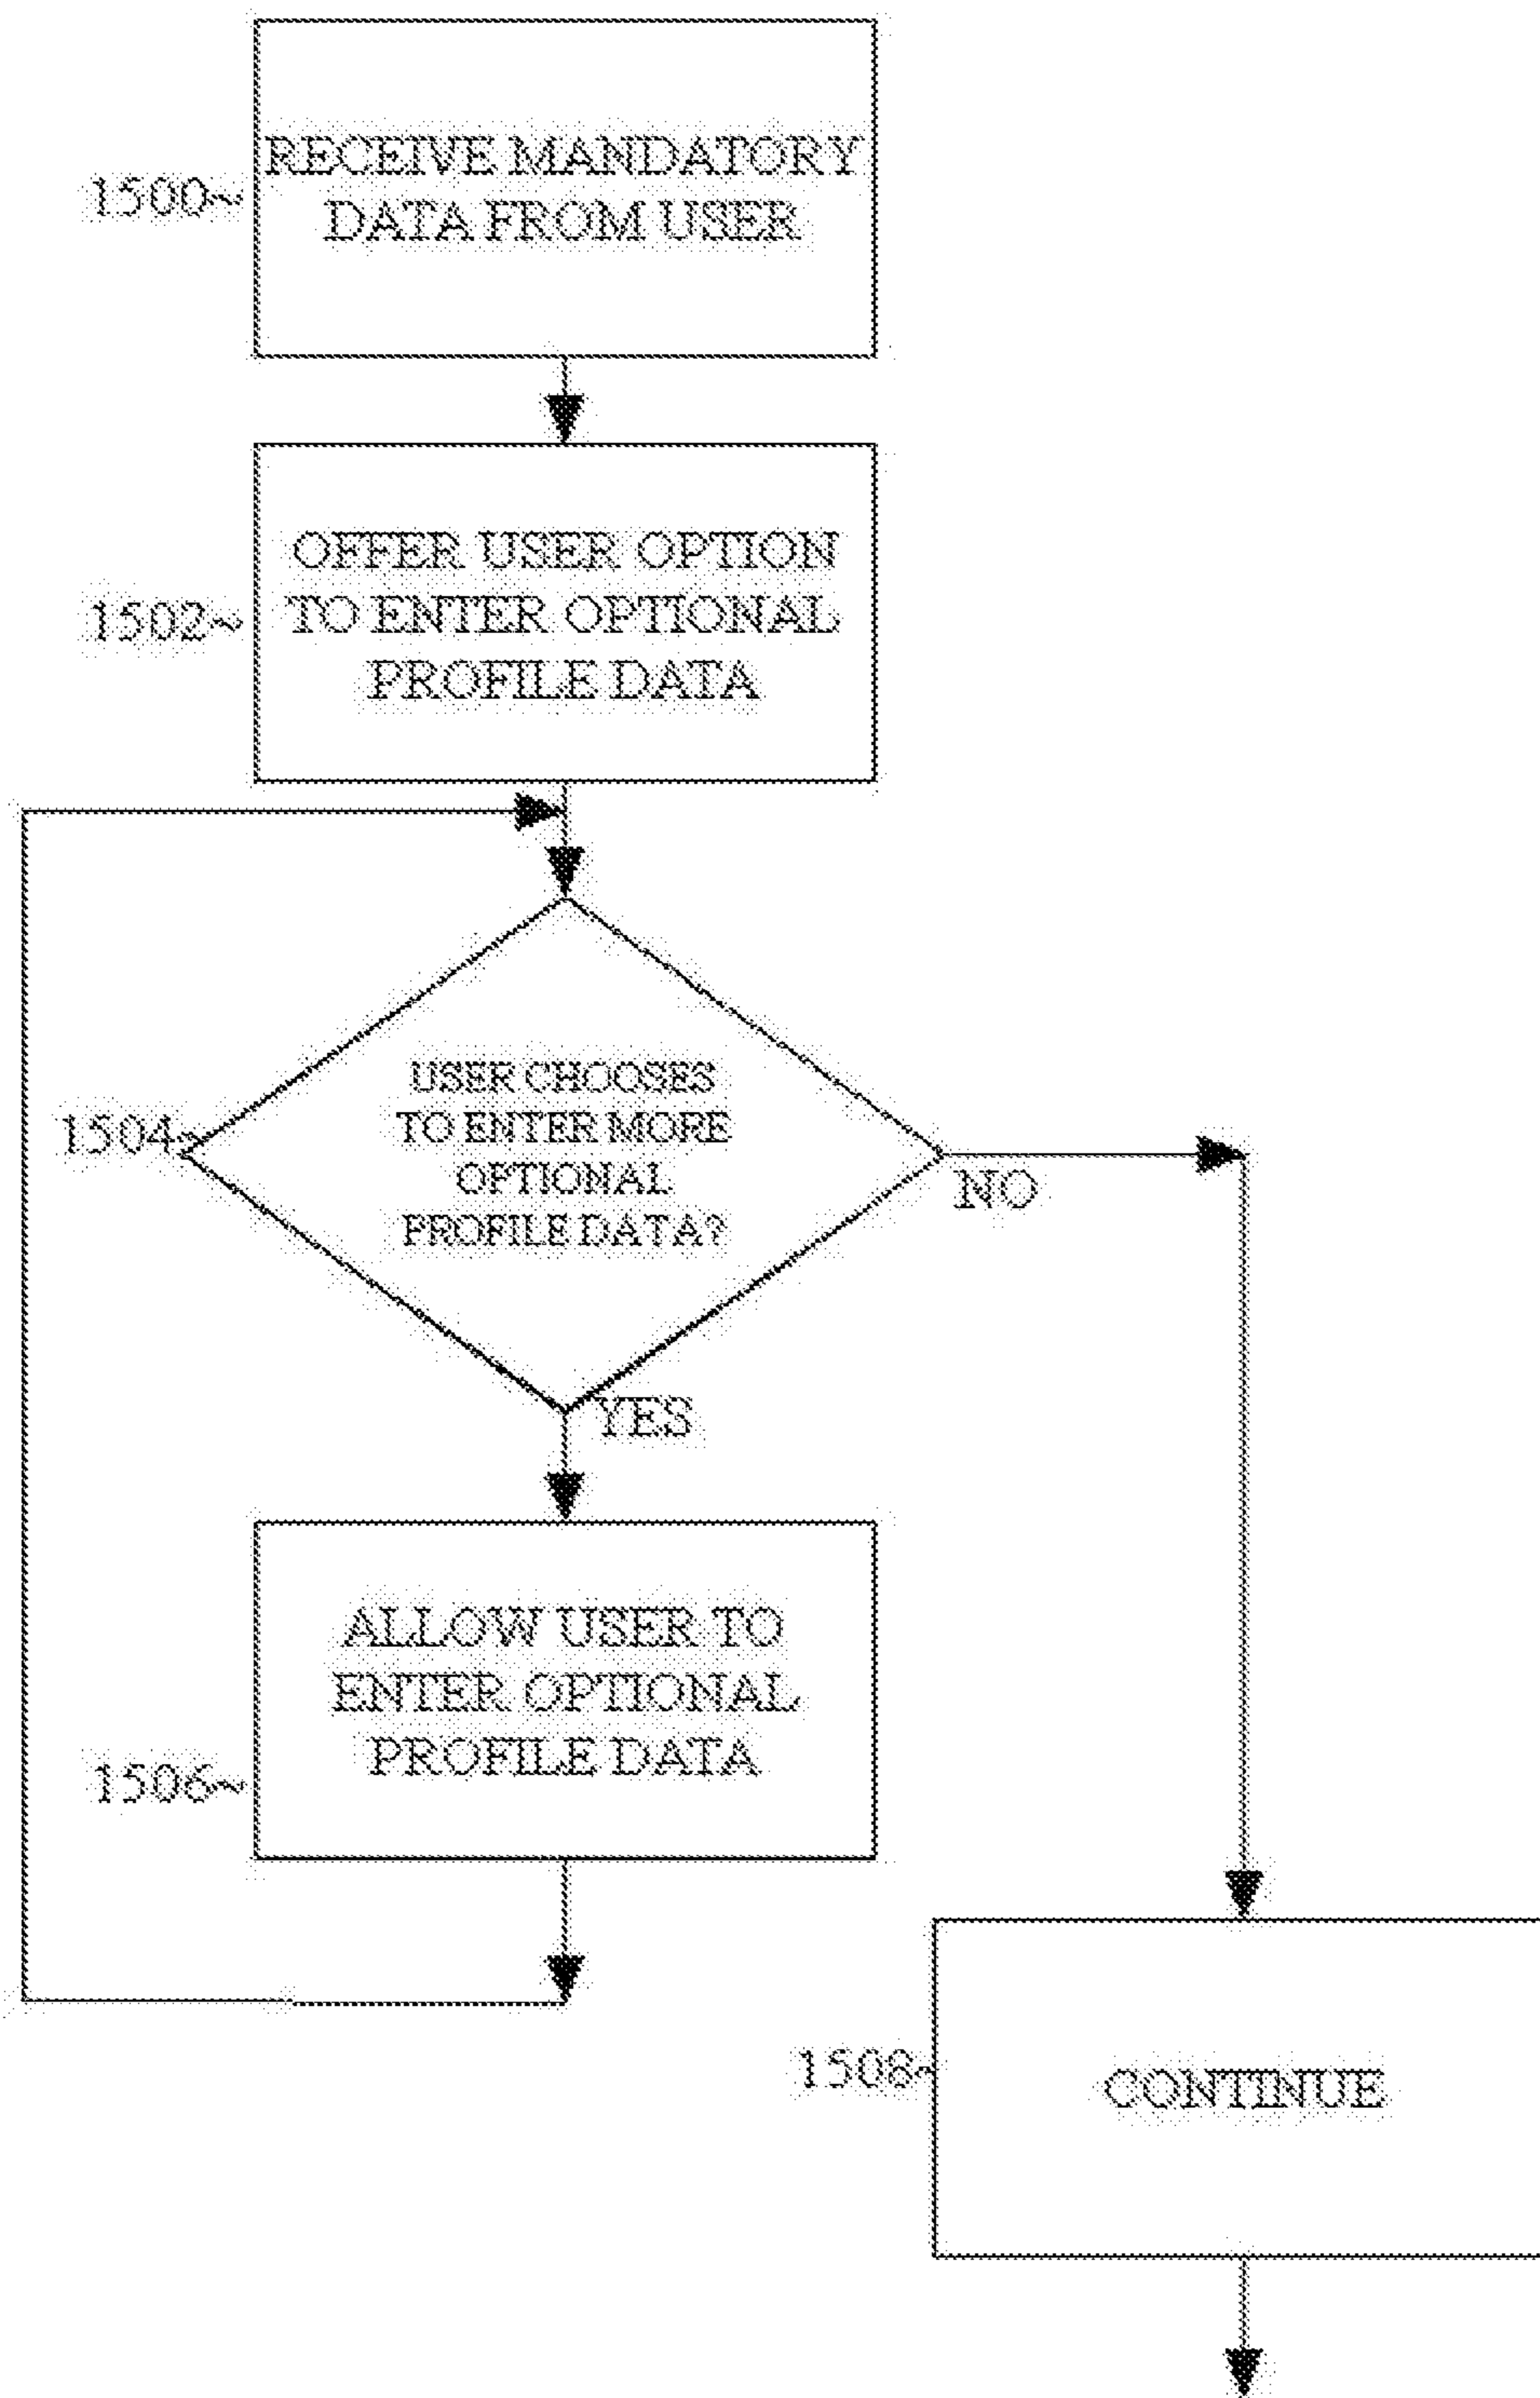 RECEIVE MANDATORY
1500~
DATA FROM USER
OFFER USER OPTION
1502~
TO ENTER OPTIONAL
PROFILE DATA
USER CHOOSES
1504~
TO ENTER MORE
OPTIONAL
NO
PROFILE DATA?
YES
ALLOW USER TO
ENTER OPTIONAL
PROFILE DATA
1506~
1508~
CONTINUE